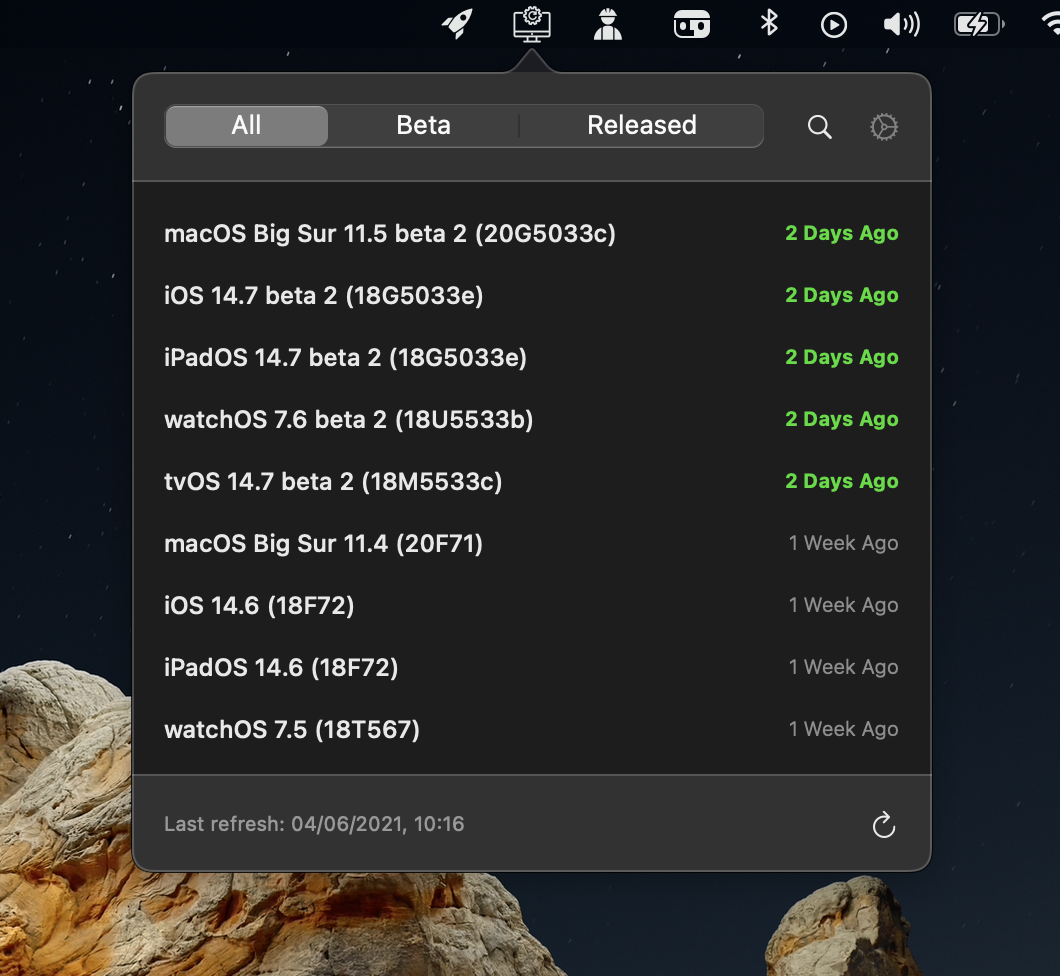 All Beta Released
macOS Big Sur 11.5 beta 2 (20G5033c) 2 Days Ago
iOS 14.7 beta 2 (18G5033e) 2 Days Ago
iPadOS 14.7 beta 2 (18G5033e) 2 Days Ago
watchOS 7.6 beta 2 (18U5533b) 2 Days Ago
tvOS 14.7 beta 2 (18M5533c) 2 Days Ago
macOS Big Sur 11.4 (20F71) 1 Week Ago
iOS 14.6 (18F72) 1 Week Ago
iPadOS 14.6 (18F72) 1 Week Ago
watchOS 7.5 (18T567) 1 Week Ago
Last refresh: 04/06/2021, 10:16